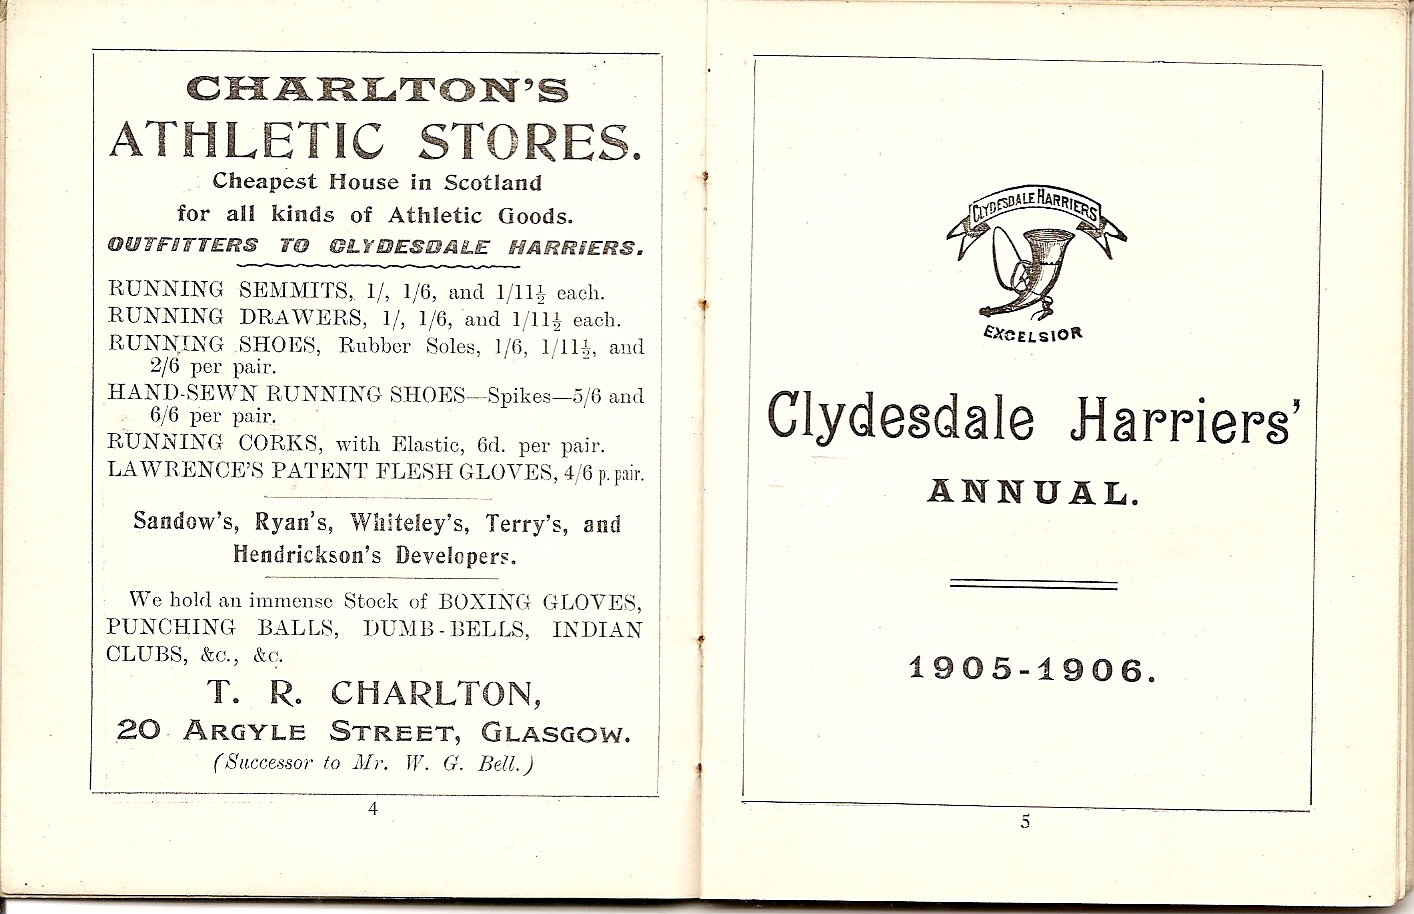 CHARLTON'S
ATHLETIC STORES.
Cheapest House in Scotland
for all kinds of Athletic Goods.
OUTFITTERS TO CLYDESDALE HARRIERS.
RUNNING SEMMITS, 1/, 1/6, and 1/11½ each.
RUNNING DRAWERS, 1/, 1/6, and 1/11½ each.
RUNNING SHOES, Rubber Soles, 1/6, 1/11½, and
2/6 per pair.
HAND-SEWN RUNNING SHOES—Spikes—5/6 and
6/6 per pair.
RUNNING CORKS, with Elastic, 6d. per pair.
LAWRENCE'S PATENT FLESH GLOVES, 4/6 p. pair.
Sandow's, Ryan's, Whiteley's, Terry's, and
Hendrickson's Developers.
We hold an immense Stock of BOXING GLOVES,
PUNCHING BALLS, DUMB-BELLS, INDIAN
CLUBS, &c., &c.
T. R. CHARLTON,
20 ARGYLE STREET, GLASGOW.
(Successor to Mr. W. G. Bell.)
4
CLYDESDALE HARRIERS
EXCELSIOR
Clydesdale Harriers'
ANNUAL.
1905-1906.
5